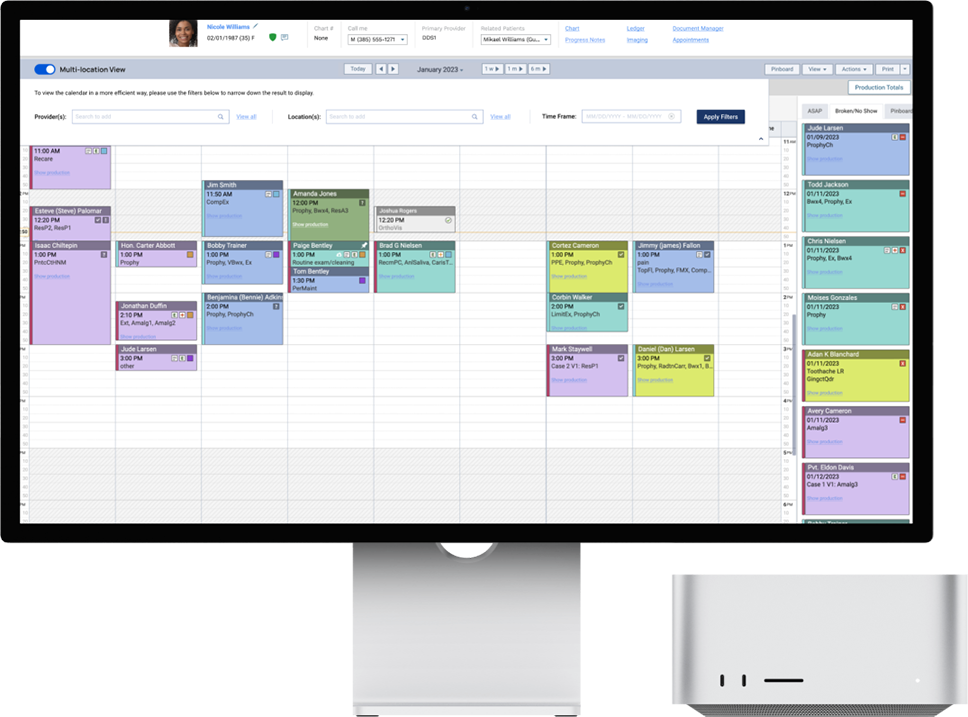 Nicole Williams
02/01/1987 (35) F
Chart #
None
Call me
M (385) 555-1271
Primary Provider
DDS1
Related Patients
Mikael Williams (Gu...
Chart
Progress Notes
Ledger
Imaging
Document Manager
Appointments
Multi-location View
Today
January 2023
1 w
1 m
6 m
Pinboard
View
Actions
Print
Production Totals
To view the calendar in a more efficient way, please use the filters below to narrow down the result to display.
Provider(s):
Search to add
View all
Location(s):
Search to add
View all
Time Frame:
MM/DD/YYYY - MM/DD/YYYY
Apply Filters
ASAP
Broken/No Show
Pinboard
11:00 AM
Recare
Show production
Esteve (Steve) Palomar
12:20 PM
ResP2, ResP1
Isaac Chiltepin
1:00 PM
PntcCtHNM
Show production
Hon. Carter Abbott
1:00 PM
Prophy
Jonathan Duffin
2:10 PM
Ext, Amalg1, Amalg2
Show production
Jude Larsen
3:00 PM
other
Jim Smith
11:50 AM
CompEx
Show production
Bobby Trainer
1:00 PM
Prophy, VBwx, Ex
Show production
Benjamina (Bennie) Adkins
2:00 PM
Prophy, ProphyCh
Show production
Amanda Jones
12:00 PM
Prophy, Bwx4, ResA3
Show production
Paige Bentley
1:00 PM
Routine exam/cleaning
Tom Bentley
1:30 PM
PerMaint
Joshua Rogers
12:20 PM
OrthoVis
Brad G Nielsen
1:00 PM
RecmPC, AnlSaliva, CarisT...
Show production
Cortez Cameron
1:00 PM
PPE, Prophy, ProphyCh
Show production
Corbin Walker
2:00 PM
LimitEx, ProphyCh
Show production
Mark Staywell
3:00 PM
Case 2 V1: ResP1
Show production
Jimmy (james) Fallon
1:00 PM
pain
TopFl, Prophy, FMX, Comp...
Show production
Daniel (Dan) Larsen
3:00 PM
Prophy, RadtnCarr, Bwx1, B...
Show production
Jude Larsen
01/09/2023
ProphyCh
Show production
Todd Jackson
01/11/2023
Bwx4, Prophy, Ex
Show production
Chris Nielsen
01/11/2023
Prophy, Ex, Bwx4
Show production
Moises Gonzales
01/11/2023
Prophy
Show production
Adan K Blanchard
01/11/2023
Toothache LR
GingctQdr
Show production
Avery Cameron
01/11/2023
Amalg3
Show production
Pvt. Eldon Davis
01/12/2023
Case 1 V1: Amalg3
Show production